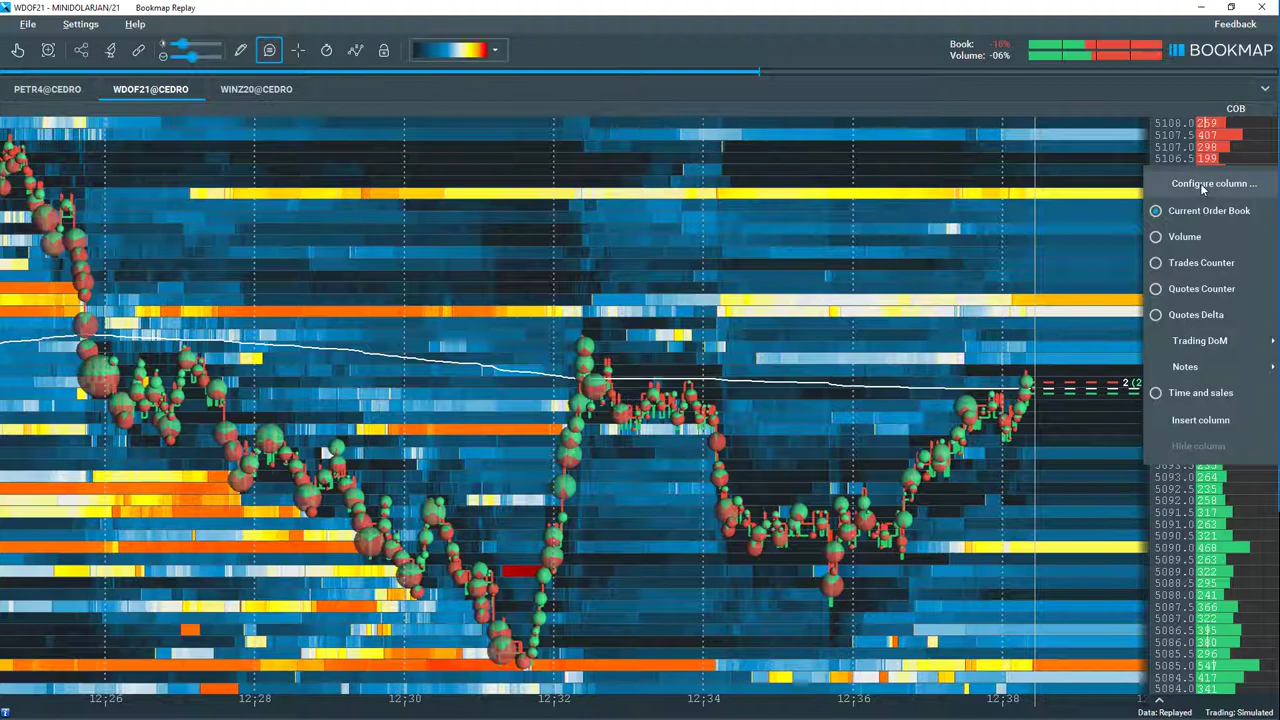 WDOF21 - MINIDOLARJAN/21
Bookmap Replay
File Settings Help
Feedback
Book: -16%
Volume: -06%
BOOKMAP
PETR4@CEDRO WDOF21@CEDRO WINZ20@CEDRO
COB
5108.0 259
5107.5 407
5107.0 298
5106.5 199
Configure column ...
Current Order Book
Volume
Trades Counter
Quotes Counter
Quotes Delta
Trading DoM
Notes
Time and sales
Insert column
Hide column
2 (2
5093.0 264
5092.5 235
5092.0 258
5091.5 317
5091.0 263
5090.5 321
5090.0 468
5089.5 263
5089.0 322
5088.5 295
5088.0 241
5087.5 366
5087.0 322
5086.5 395
5086.0 380
5085.5 296
5085.0 547
5084.5 417
5084.0 341
12:26 12:28 12:30 12:32 12:34 12:36 12:38
Data: Replayed Trading: Simulated